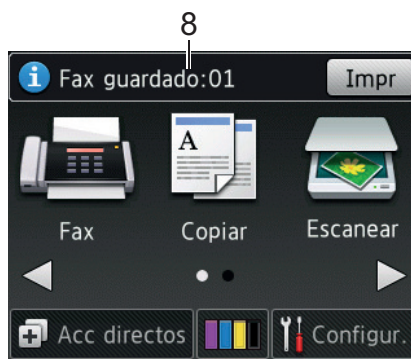 8
Fax guardado:01 Impr
A
Fax Copiar Escanear
Acc directos Configur.